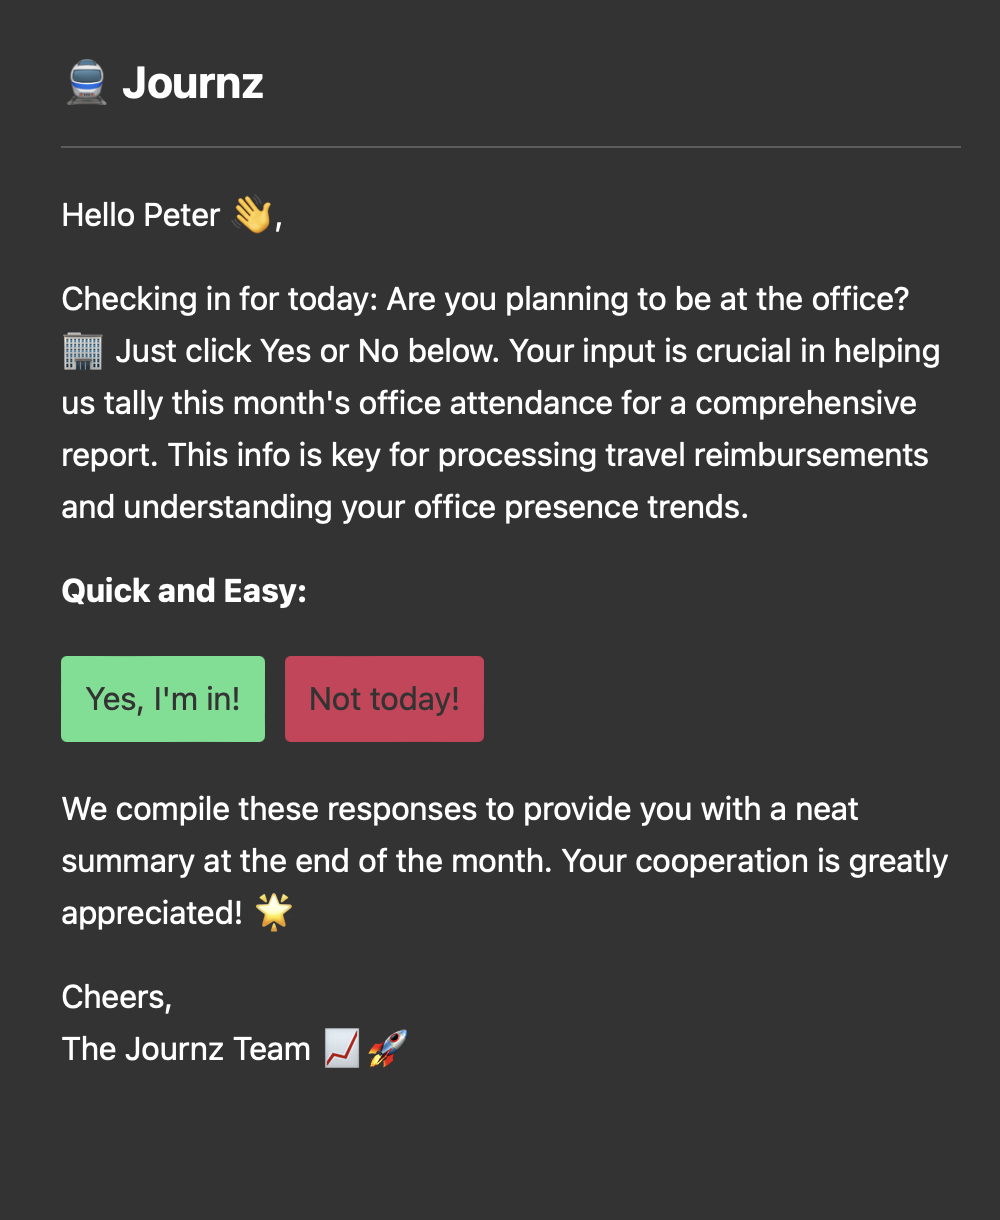 🚆 Journz
Hello Peter 👋,
Checking in for today: Are you planning to be at the office?
🏢 Just click Yes or No below. Your input is crucial in helping
us tally this month's office attendance for a comprehensive
report. This info is key for processing travel reimbursements
and understanding your office presence trends.
Quick and Easy:
Yes, I'm in! Not today!
We compile these responses to provide you with a neat
summary at the end of the month. Your cooperation is greatly
appreciated! 🌟
Cheers,
The Journz Team 📈🚀